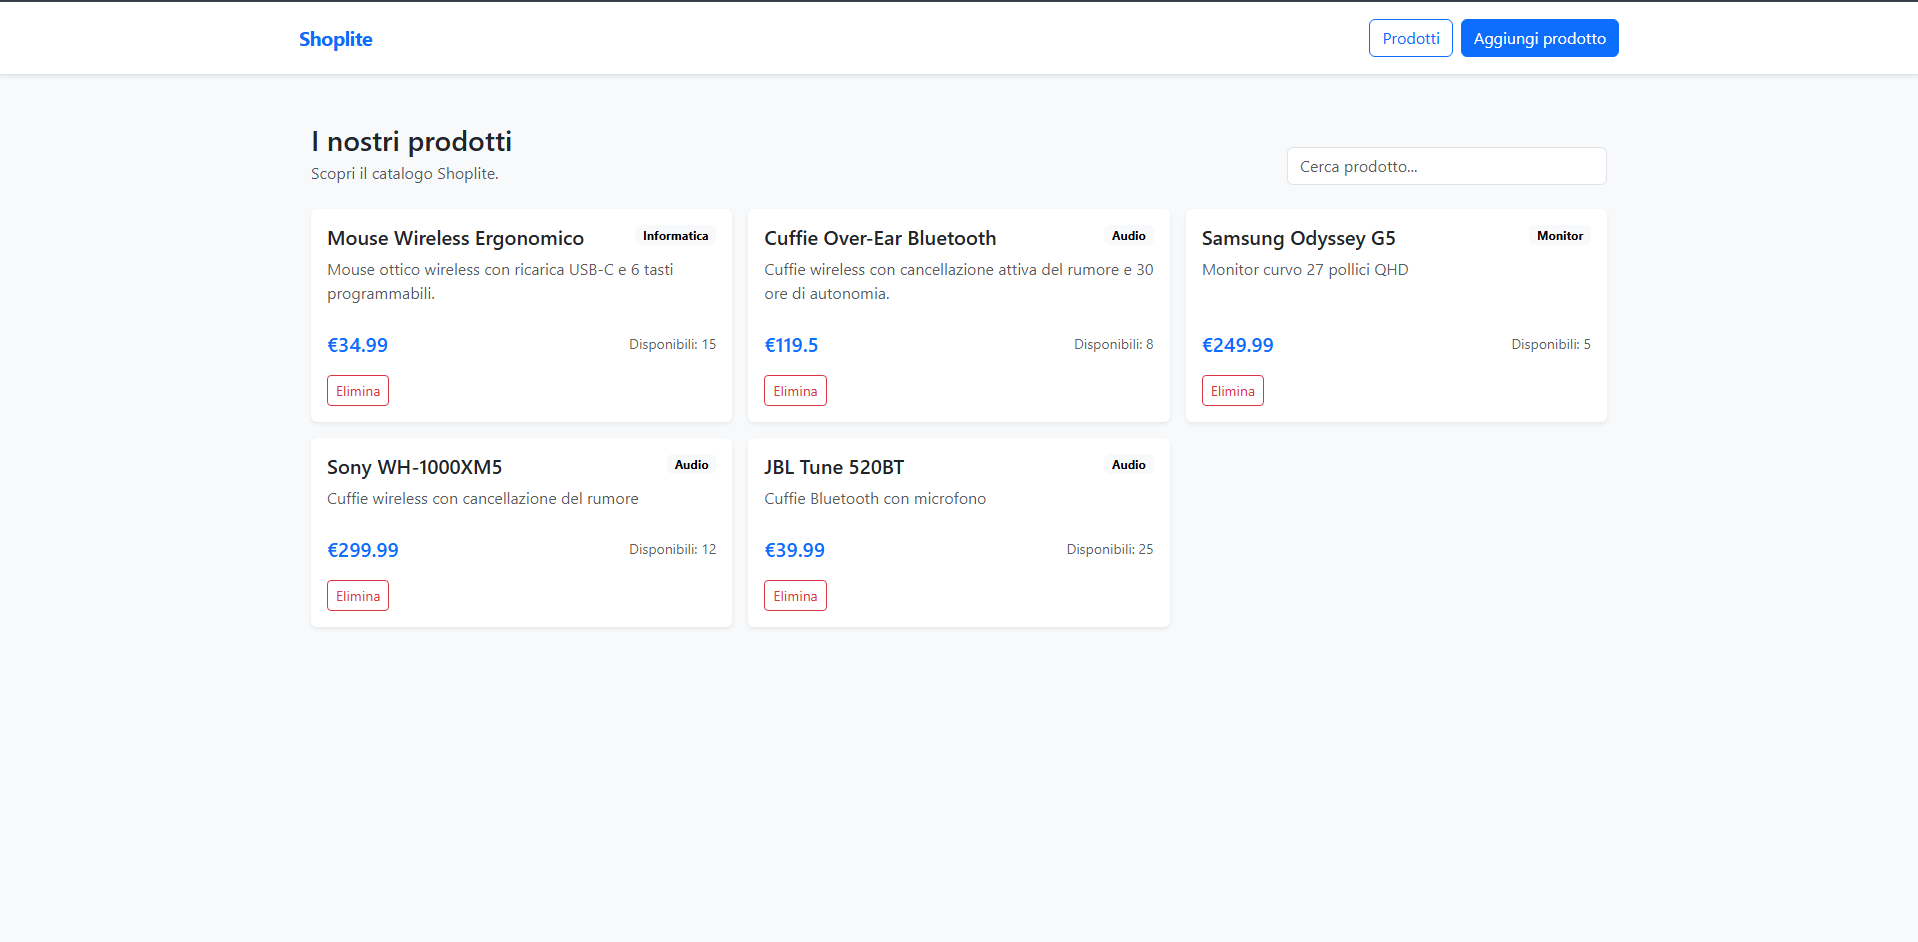 Shoplite
Prodotti
Aggiungi prodotto
I nostri prodotti
Scopri il catalogo Shoplite.
Cerca prodotto...
Mouse Wireless Ergonomico
Informatica
Mouse ottico wireless con ricarica USB-C e 6 tasti
programmabili.
€34.99
Disponibili: 15
Elimina
Cuffie Over-Ear Bluetooth
Audio
Cuffie wireless con cancellazione attiva del rumore e 30
ore di autonomia.
€119.5
Disponibili: 8
Elimina
Samsung Odyssey G5
Monitor
Monitor curvo 27 pollici QHD
€249.99
Disponibili: 5
Elimina
Sony WH-1000XM5
Audio
Cuffie wireless con cancellazione del rumore
€299.99
Disponibili: 12
Elimina
JBL Tune 520BT
Audio
Cuffie Bluetooth con microfono
€39.99
Disponibili: 25
Elimina